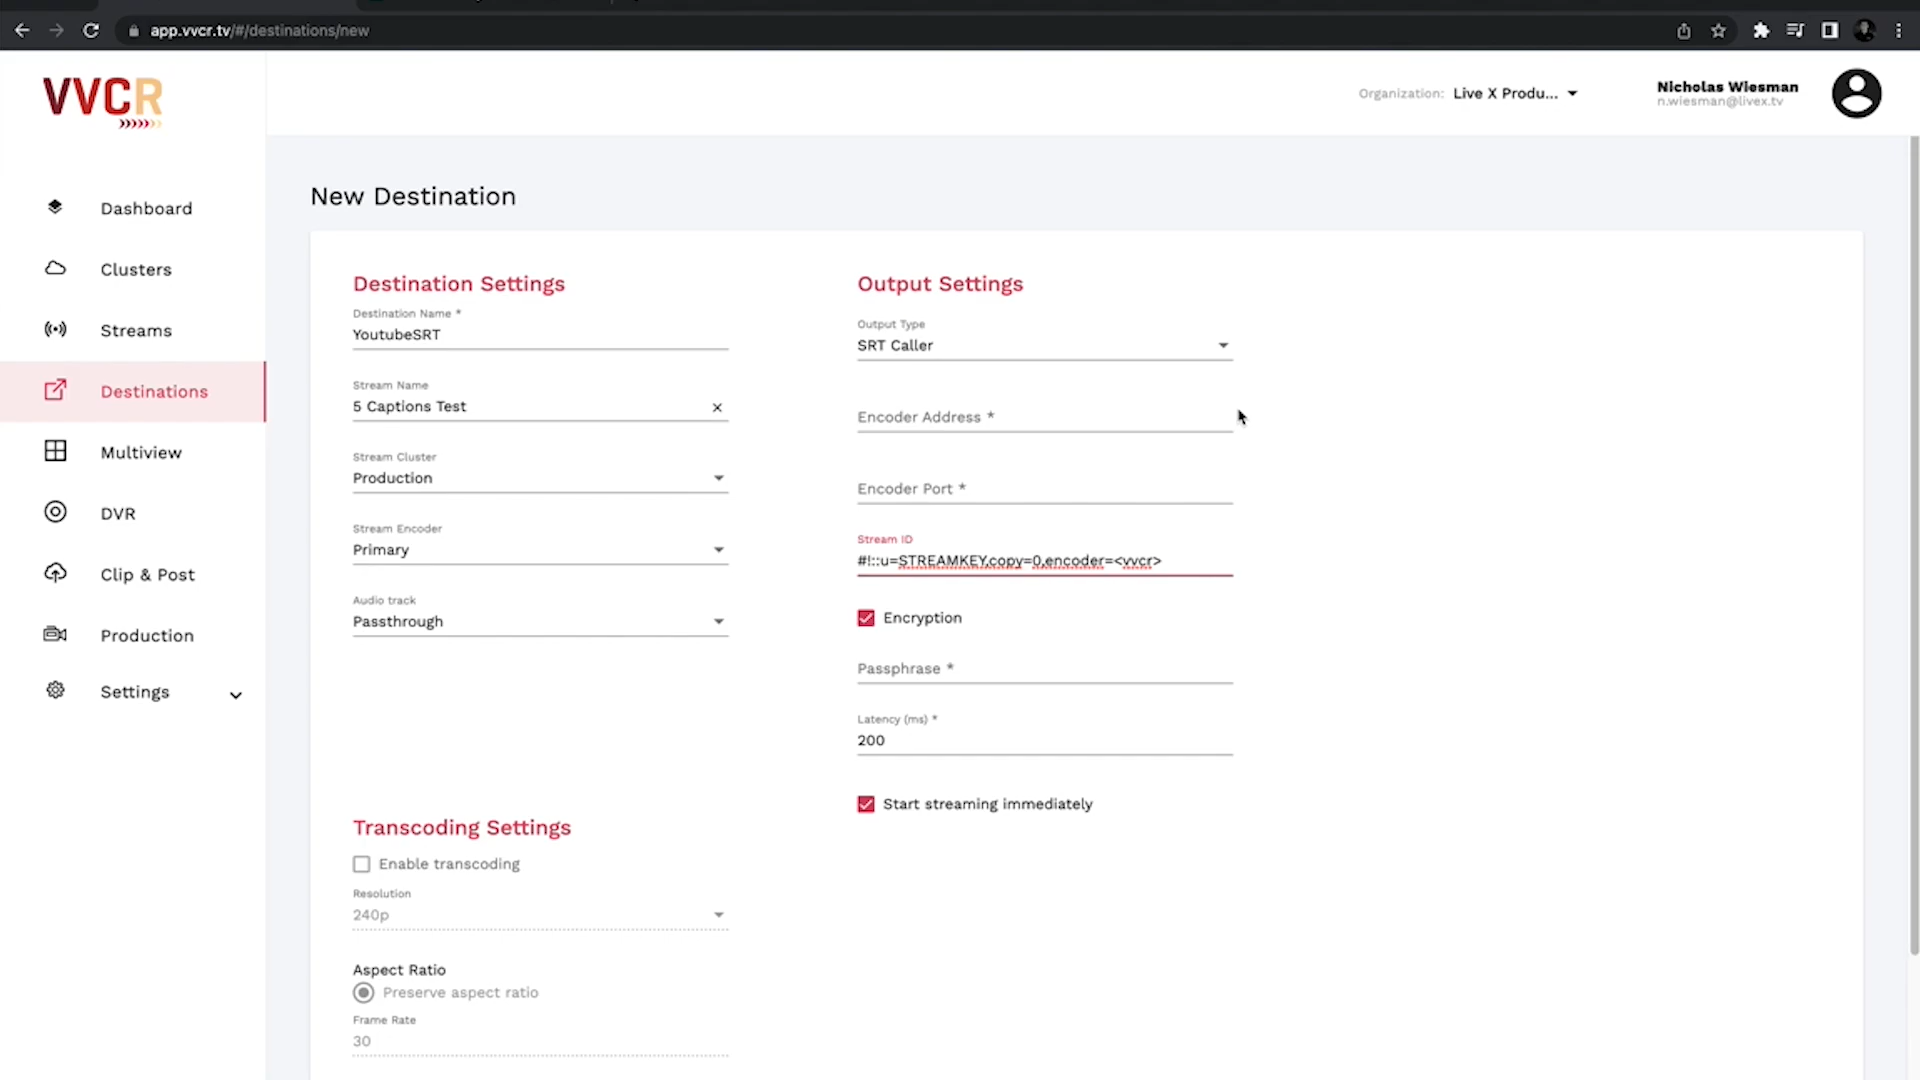 app.vvcr.tv/#/destinations/new
VVCR
Organization: Live X Produ...
Nicholas Wiesman
n.wiesman@livex.tv
Dashboard
Clusters
Streams
Destinations
Multiview
DVR
Clip & Post
Production
Settings
New Destination
Destination Settings
Destination Name *
YoutubeSRT
Stream Name
5 Captions Test
Stream Cluster
Production
Stream Encoder
Primary
Audio track
Passthrough
Transcoding Settings
Enable transcoding
Resolution
240p
Aspect Ratio
Preserve aspect ratio
Frame Rate
30
Output Settings
Output Type
SRT Caller
Encoder Address *
Encoder Port *
Stream ID
#!::u=STREAMKEY,copy=0,encoder=<vvcr>
Encryption
Passphrase *
Latency (ms) *
200
Start streaming immediately